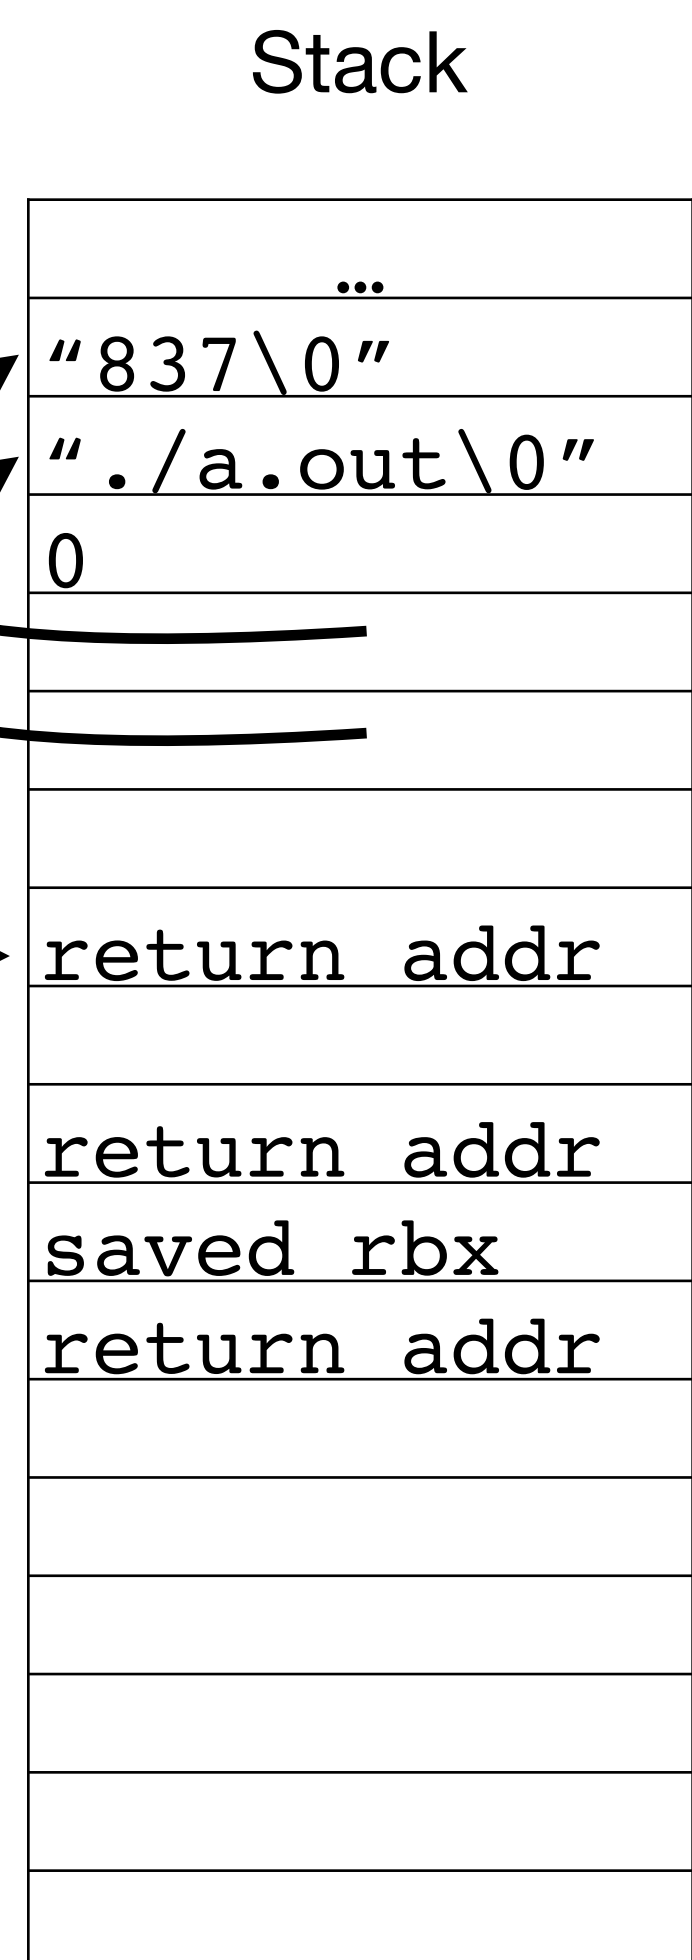 Stack
…
“837\0”
“./a.out\0”
0
return addr
return addr
saved rbx
return addr